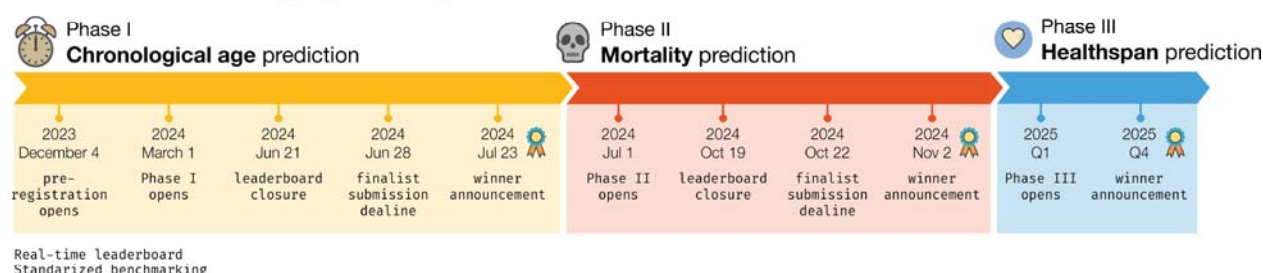 Phase I
Chronological age prediction
Phase II
Mortality prediction
Phase III
Healthspan prediction
2023
December 4
pre-
registration
opens
2024
March 1
Phase I
opens
2024
Jun 21
leaderboard
closure
2024
Jun 28
finalist
submission
dealine
2024
Jul 23
winner
announcement
2024
Jul 1
Phase II
opens
2024
Oct 19
leaderboard
closure
2024
Oct 22
finalist
submission
dealine
2024
Nov 2
winner
announcement
2025
Q1
Phase III
opens
2025
Q4
winner
announcement
Real-time leaderboard
Standarized benchmarking